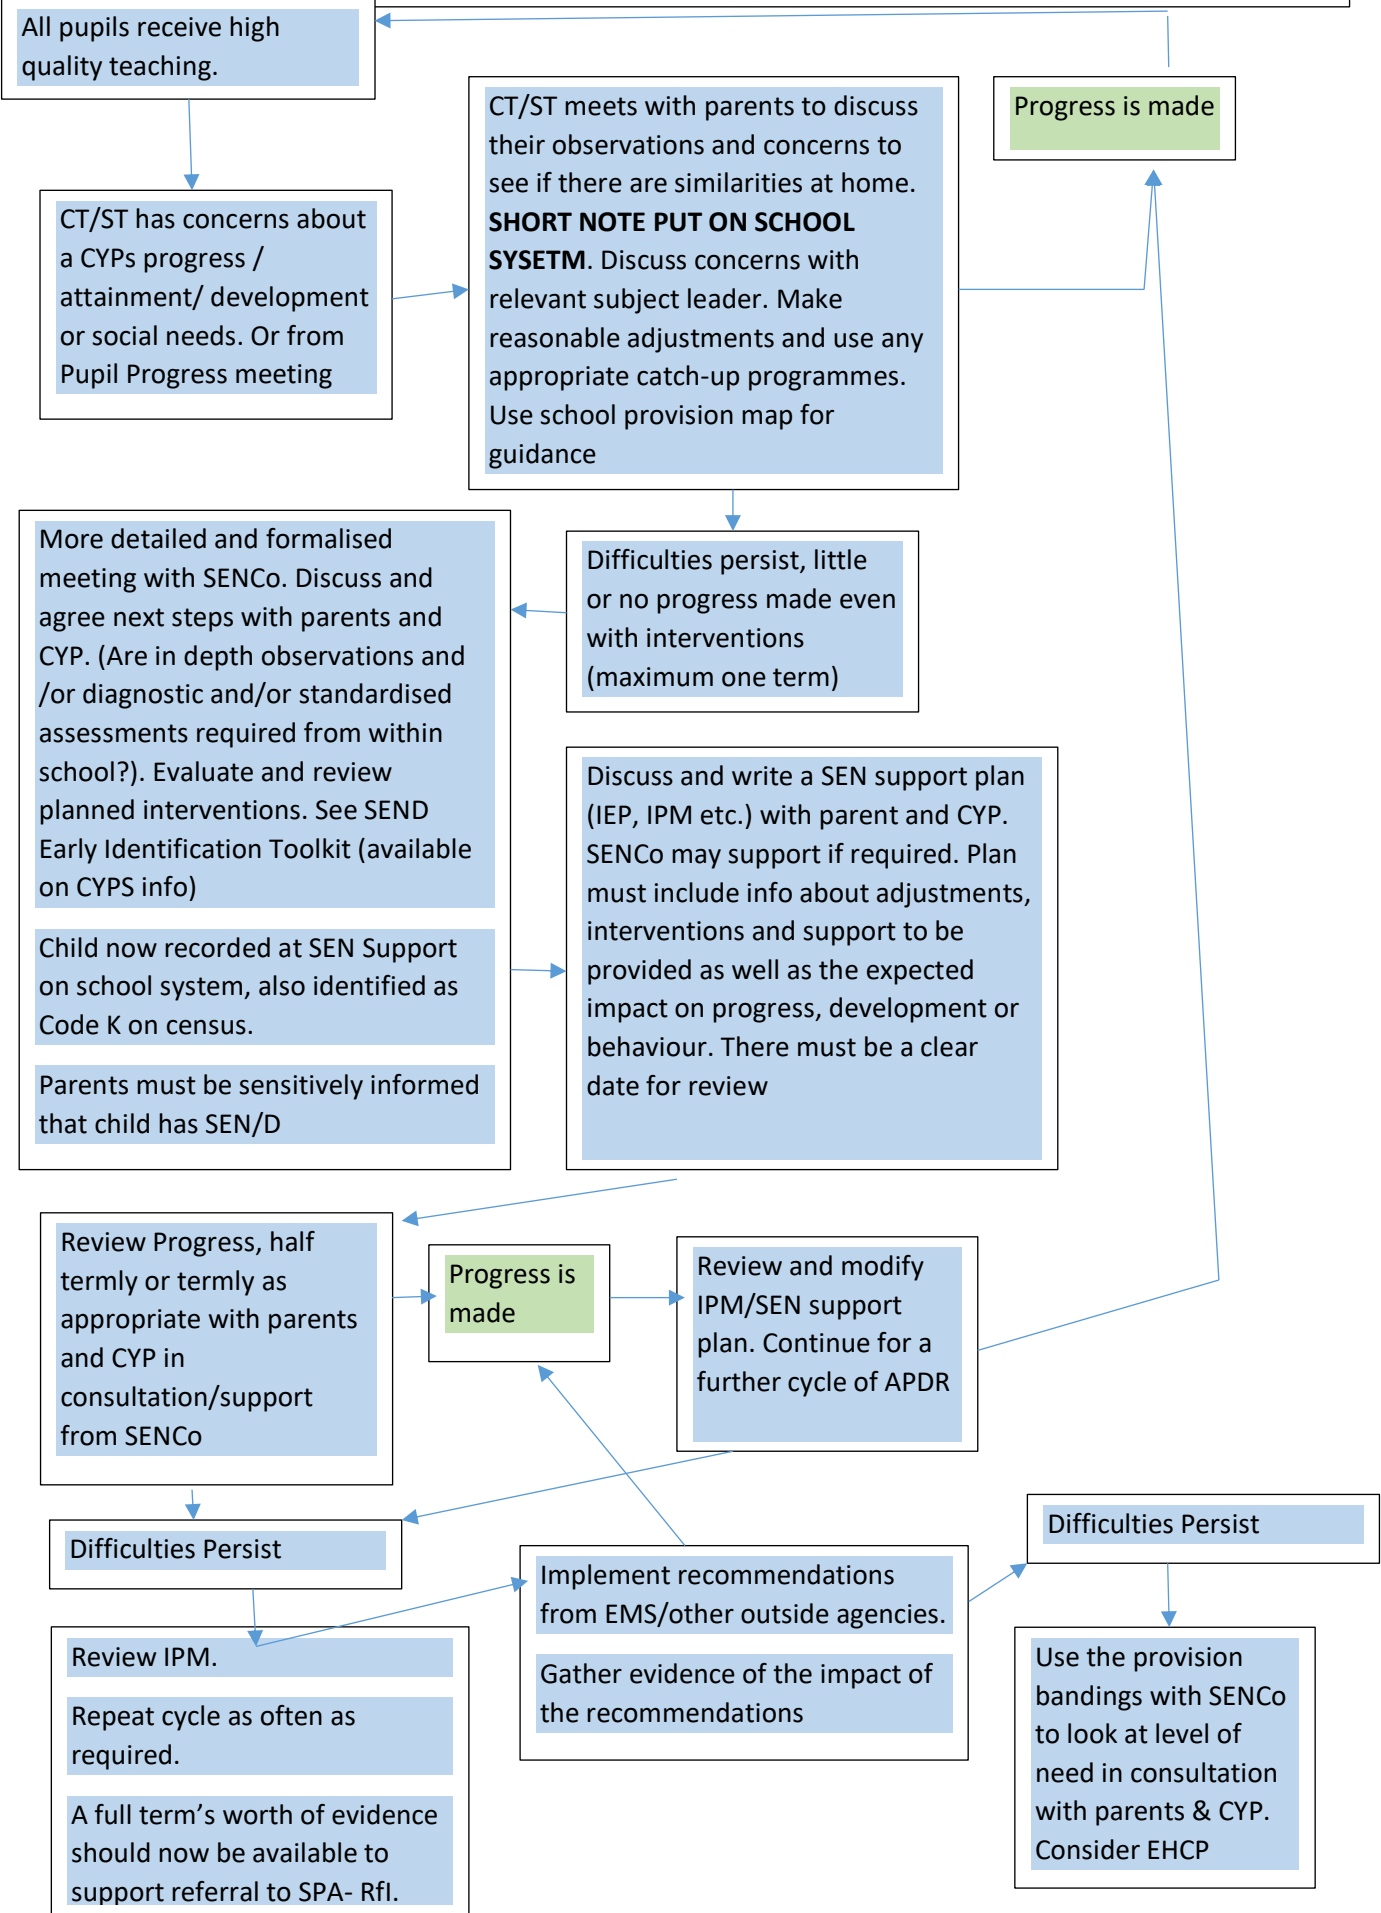 All pupils receive high
quality teaching.
Progress is made
CT/ST has concerns about
a CYPs progress /
attainment/ development
or social needs. Or from
Pupil Progress meeting
CT/ST meets with parents to discuss
their observations and concerns to
see if there are similarities at home.
SHORT NOTE PUT ON SCHOOL
SYSETM. Discuss concerns with
relevant subject leader. Make
reasonable adjustments and use any
appropriate catch-up programmes.
Use school provision map for
guidance
Difficulties persist, little
or no progress made even
with interventions
(maximum one term)
More detailed and formalised
meeting with SENCo. Discuss and
agree next steps with parents and
CYP. (Are in depth observations and
/or diagnostic and/or standardised
assessments required from within
school?). Evaluate and review
planned interventions. See SEND
Early Identification Toolkit (available
on CYPS info)
Child now recorded at SEN Support
on school system, also identified as
Code K on census.
Parents must be sensitively informed
that child has SEN/D
Discuss and write a SEN support plan
(IEP, IPM etc.) with parent and CYP.
SENCo may support if required. Plan
must include info about adjustments,
interventions and support to be
provided as well as the expected
impact on progress, development or
behaviour. There must be a clear
date for review
Review Progress, half
termly or termly as
appropriate with parents
and CYP in
consultation/support
from SENCo
Progress is
made
Review and modify
IPM/SEN support
plan. Continue for a
further cycle of APDR
Difficulties Persist
Review IPM.
Repeat cycle as often as
required.
A full term’s worth of evidence
should now be available to
support referral to SPA- RfI.
Implement recommendations
from EMS/other outside agencies.
Gather evidence of the impact of
the recommendations
Difficulties Persist
Use the provision
bandings with SENCo
to look at level of
need in consultation
with parents & CYP.
Consider EHCP